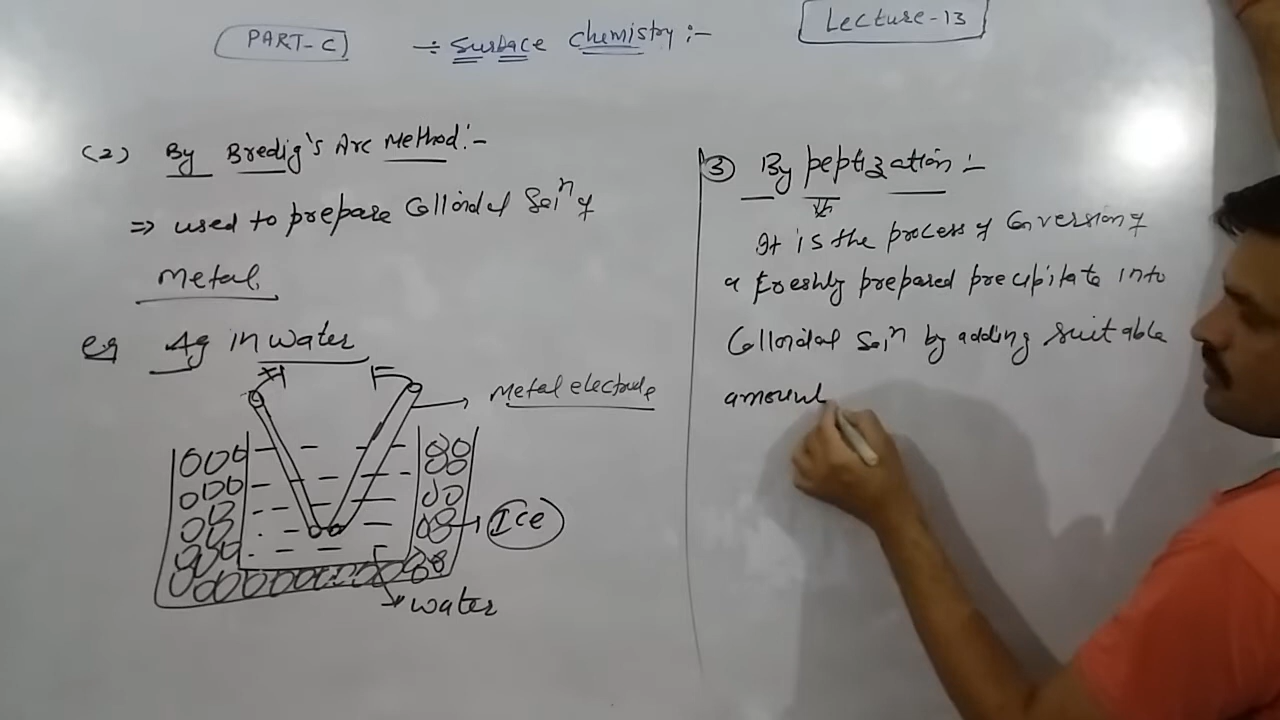 PART-C
÷ Surface chemistry:-
Lecture-13
(2) By Bredig's Arc Method:-
⇒ used to prepare Colloidal Solⁿ of
Metal.
eg Ag in water
Metal electrode
Ice
water
③ By peptization :-
It is the process of Conversion of
a freshly prepared precipitate into
Colloidal Solⁿ by adding suitable
amount